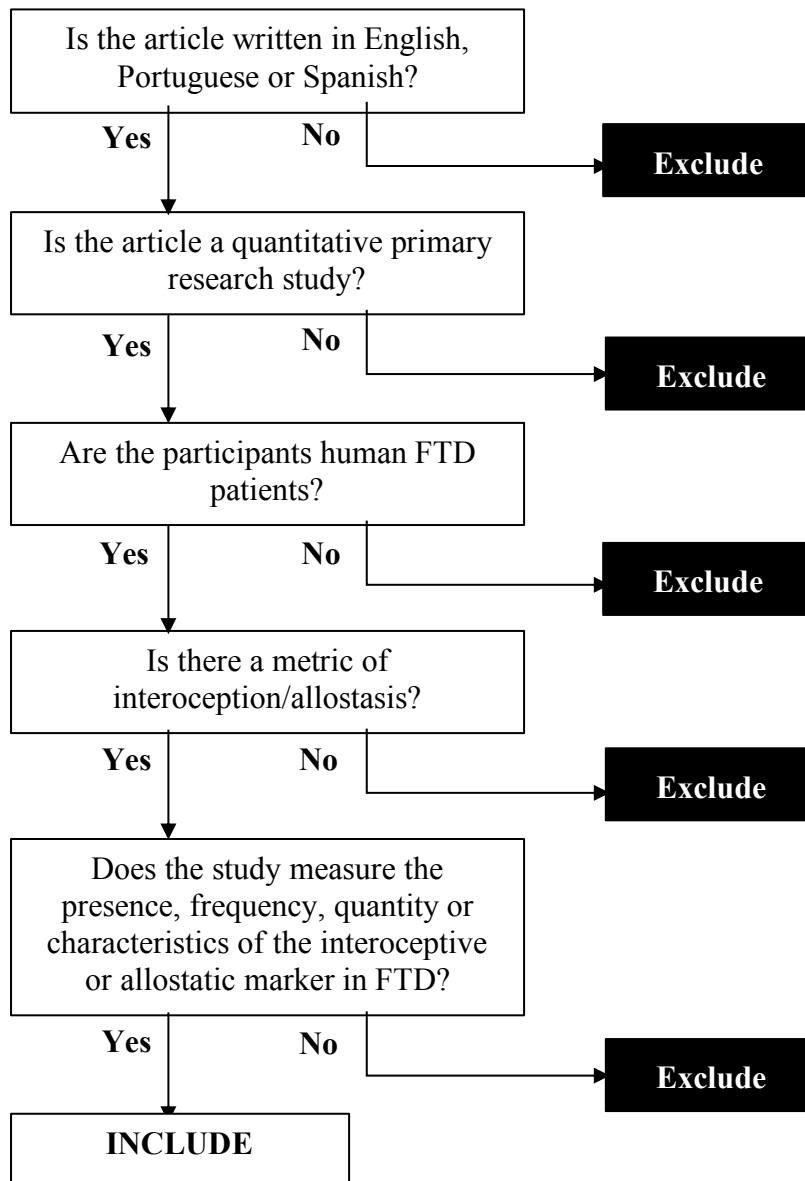 Is the article written in English,
Portuguese or Spanish?
Yes
No
Exclude
Is the article a quantitative primary
research study?
Yes
No
Exclude
Are the participants human FTD
patients?
Yes
No
Exclude
Is there a metric of
interoception/allostasis?
Yes
No
Exclude
Does the study measure the
presence, frequency, quantity or
characteristics of the interoceptive
or allostatic marker in FTD?
Yes
No
Exclude
INCLUDE